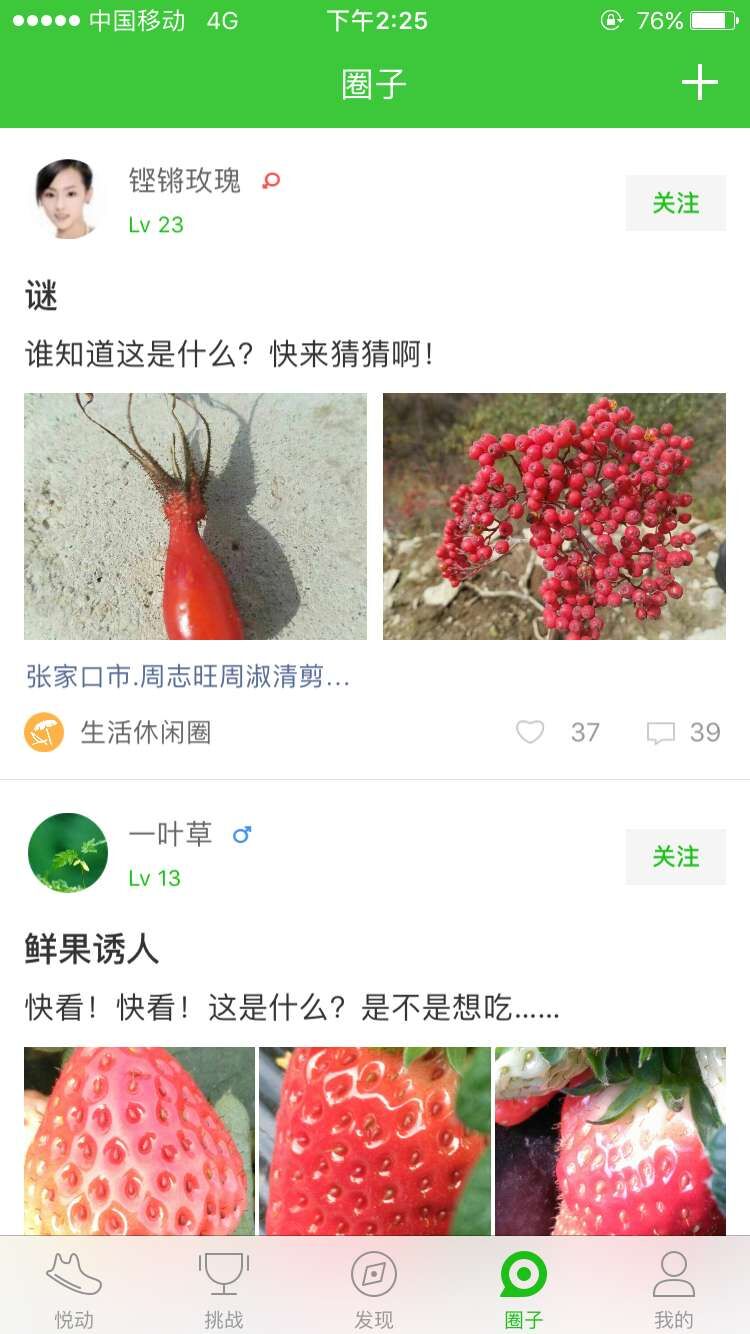 中国移动 4G 下午2:25 76%
圈子
铿锵玫瑰
Lv 23
关注
谜
谁知道这是什么？快来猜猜啊！
张家口市.周志旺周淑清剪...
生活休闲圈 37 39
一叶草
Lv 13
关注
鲜果诱人
快看！快看！这是什么？是不是想吃......
悦动 挑战 发现 圈子 我的